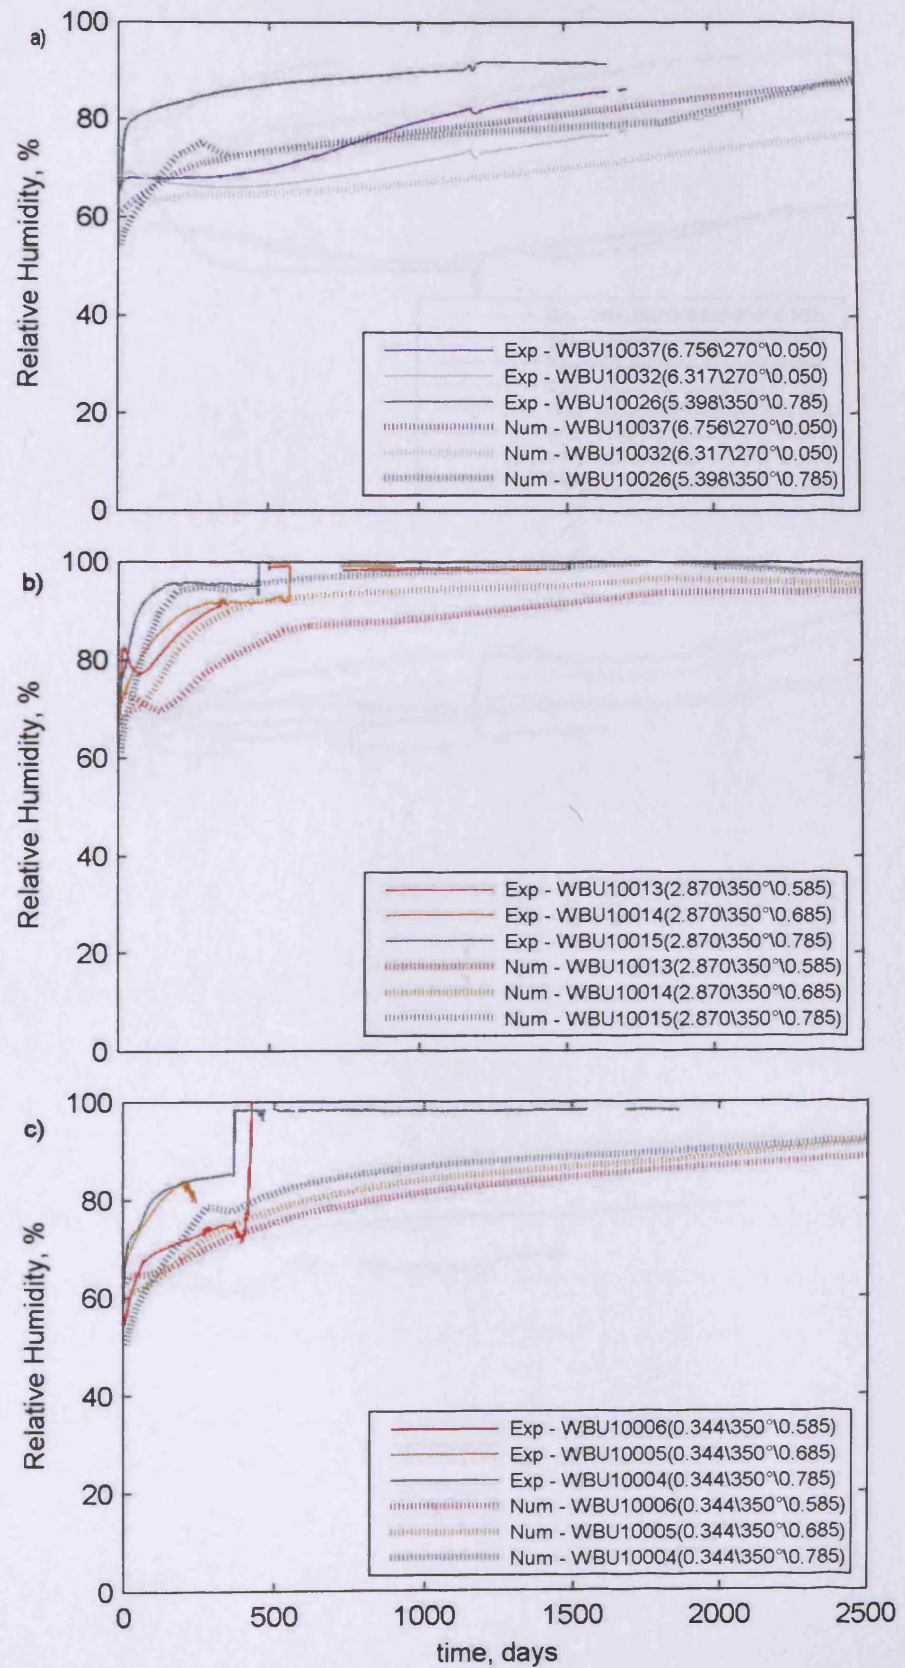 a)
100
80
60
40
20
0
Relative Humidity, %
Exp - WBU10037(6.756\270°\0.050)
Exp - WBU10032(6.317\270°\0.050)
Exp - WBU10026(5.398\350°\0.785)
Num - WBU10037(6.756\270°\0.050)
Num - WBU10032(6.317\270°\0.050)
Num - WBU10026(5.398\350°\0.785)
b)
100
80
60
40
20
0
Relative Humidity, %
Exp - WBU10013(2.870\350°\0.585)
Exp - WBU10014(2.870\350°\0.685)
Exp - WBU10015(2.870\350°\0.785)
Num - WBU10013(2.870\350°\0.585)
Num - WBU10014(2.870\350°\0.685)
Num - WBU10015(2.870\350°\0.785)
c)
100
80
60
40
20
0
Relative Humidity, %
Exp - WBU10006(0.344\350°\0.585)
Exp - WBU10005(0.344\350°\0.685)
Exp - WBU10004(0.344\350°\0.785)
Num - WBU10006(0.344\350°\0.585)
Num - WBU10005(0.344\350°\0.685)
Num - WBU10004(0.344\350°\0.785)
0 500 1000 1500 2000 2500
time, days